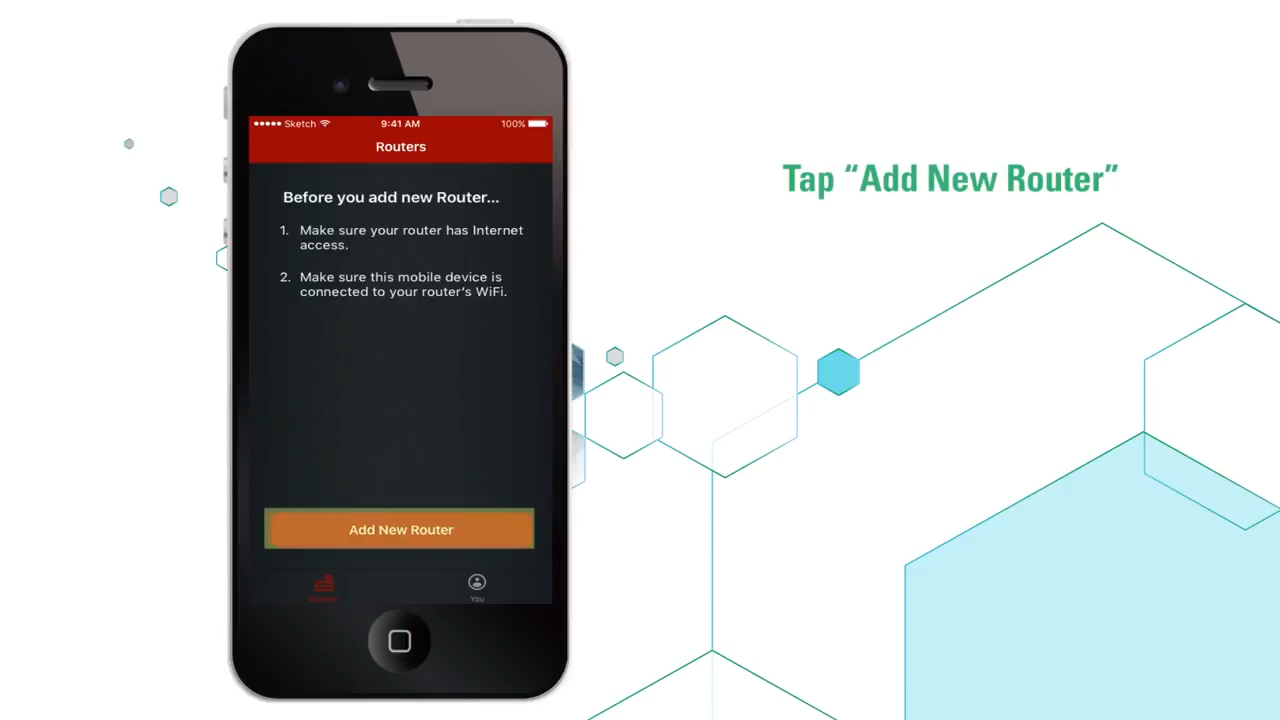 Sketch 9:41 AM 100%
Routers
Before you add new Router...
1. Make sure your router has Internet
access.
2. Make sure this mobile device is
connected to your router's WiFi.
Add New Router
You
Tap “Add New Router”